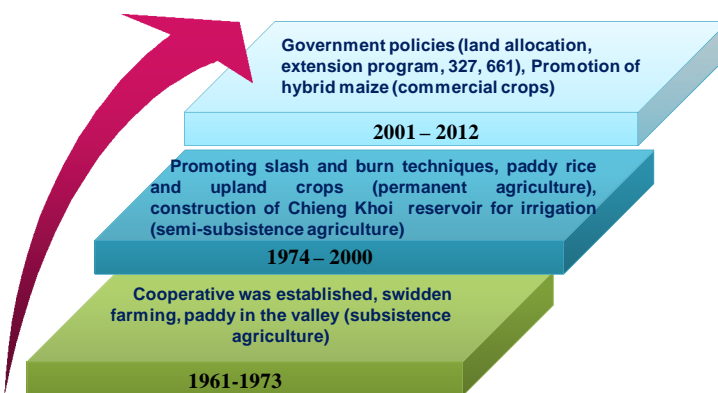 Government policies (land allocation,
extension program, 327, 661), Promotion of
hybrid maize (commercial crops)
2001 – 2012
Promoting slash and burn techniques, paddy rice
and upland crops (permanent agriculture),
construction of Chieng Khoi reservoir for irrigation
(semi-subsistence agriculture)
1974 – 2000
Cooperative was established, swidden
farming, paddy in the valley (subsistence
agriculture)
1961-1973